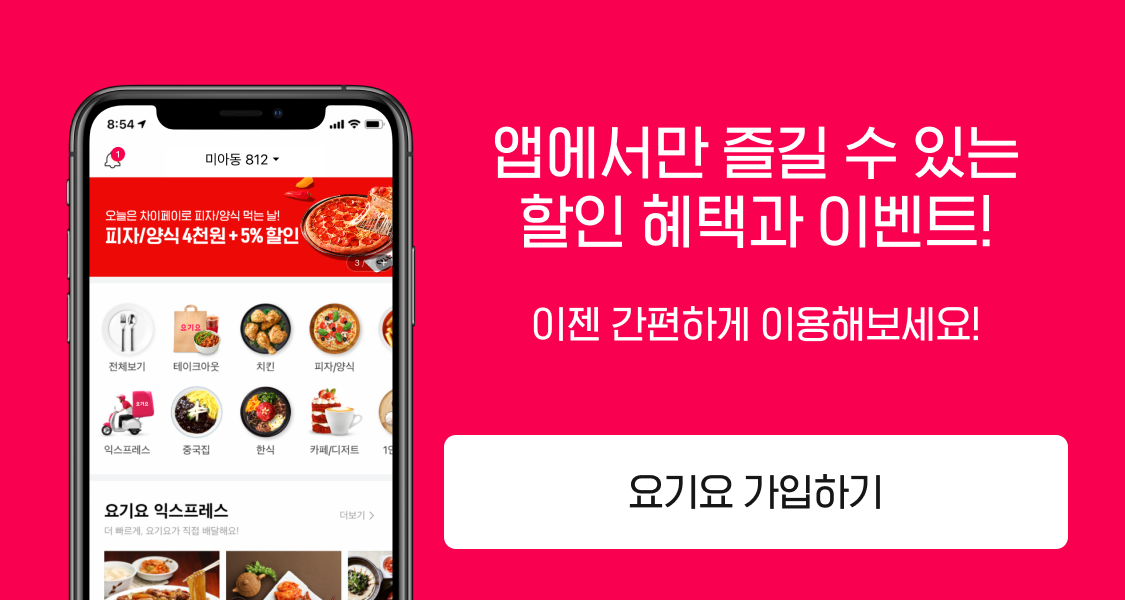 8:54
1
미아동 812
오늘은 차이페이로 피자/양식 먹는 날!
피자/양식 4천원 + 5% 할인
3 /
요기요
전체보기
테이크아웃
치킨
피자/양식
요기요
익스프레스
중국집
한식
카페/디저트
요기요 익스프레스
더보기
더 빠르게, 요기요가 직접 배달해요!
앱에서만 즐길 수 있는
할인 혜택과 이벤트!
이젠 간편하게 이용해보세요!
요기요 가입하기